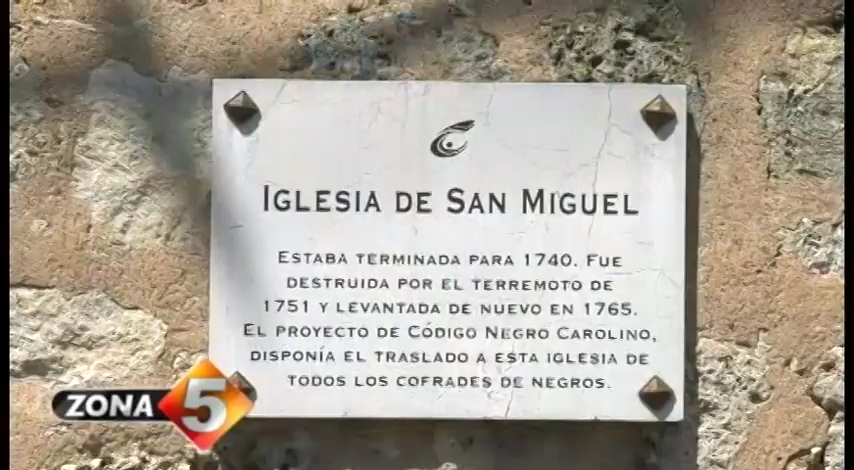 IGLESIA DE SAN MIGUEL
ESTABA TERMINADA PARA 1740. FUE
DESTRUIDA POR EL TERREMOTO DE
1751 Y LEVANTADA DE NUEVO EN 1765.
EL PROYECTO DE CÓDIGO NEGRO CAROLINO,
DISPONÍA EL TRASLADO A ESTA IGLESIA DE
TODOS LOS COFRADES DE NEGROS.
ZONA 5